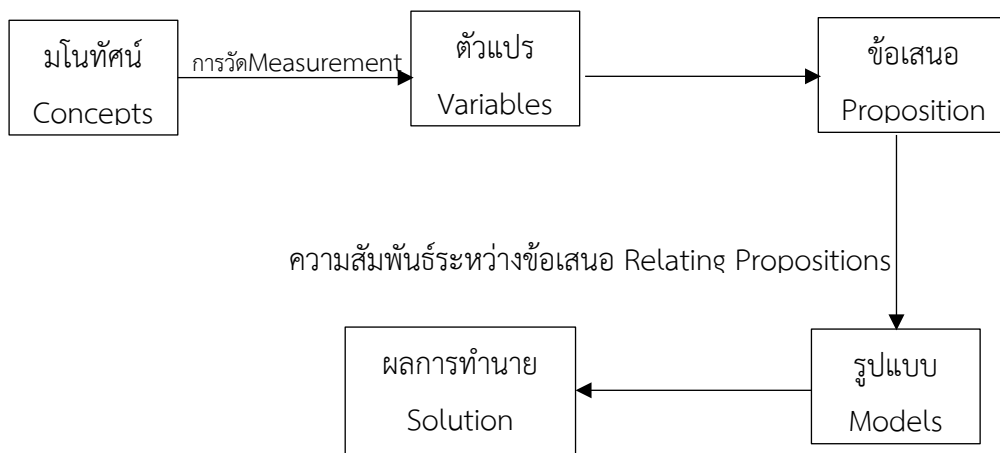 มโนทัศน์
Concepts
การวัดMeasurement
ตัวแปร
Variables
ข้อเสนอ
Proposition
ความสัมพันธ์ระหว่างข้อเสนอ Relating Propositions
ผลการทำนาย
Solution
รูปแบบ
Models